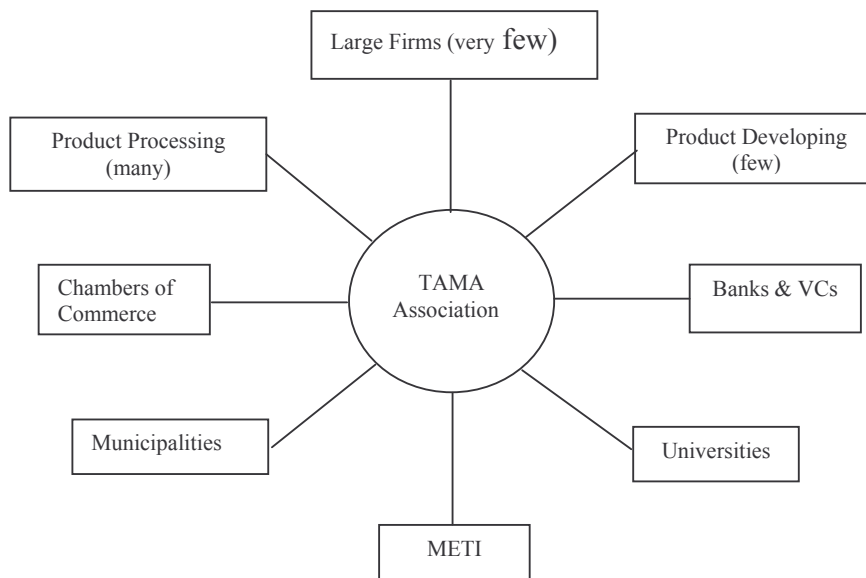 Large Firms (very few)
Product Processing
(many)
Product Developing
(few)
TAMA
Association
Chambers of
Commerce
Banks & VCs
Municipalities
Universities
METI